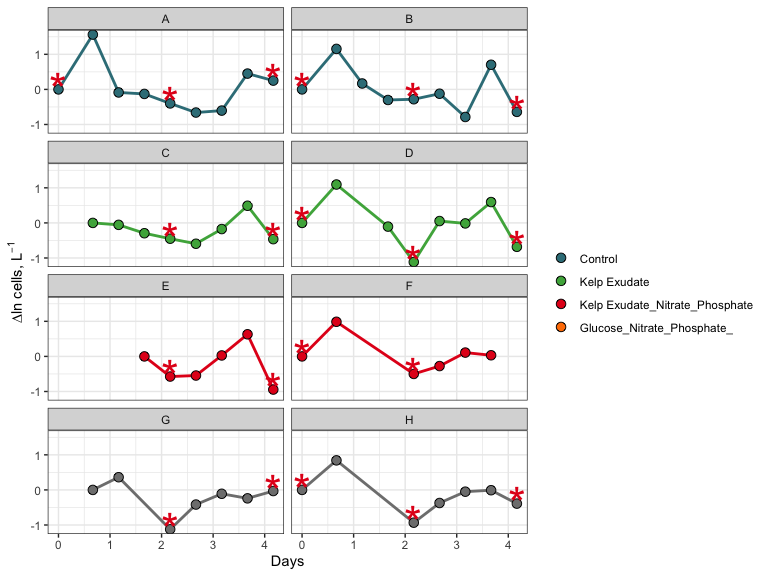 A
B
1
0
-1
C
D
1
0
-1
E
F
1
0
-1
G
H
1
0
-1
0 1 2 3 4
0 1 2 3 4
Days
Δln cells, L⁻¹
Control
Kelp Exudate
Kelp Exudate_Nitrate_Phosphate
Glucose_Nitrate_Phosphate_